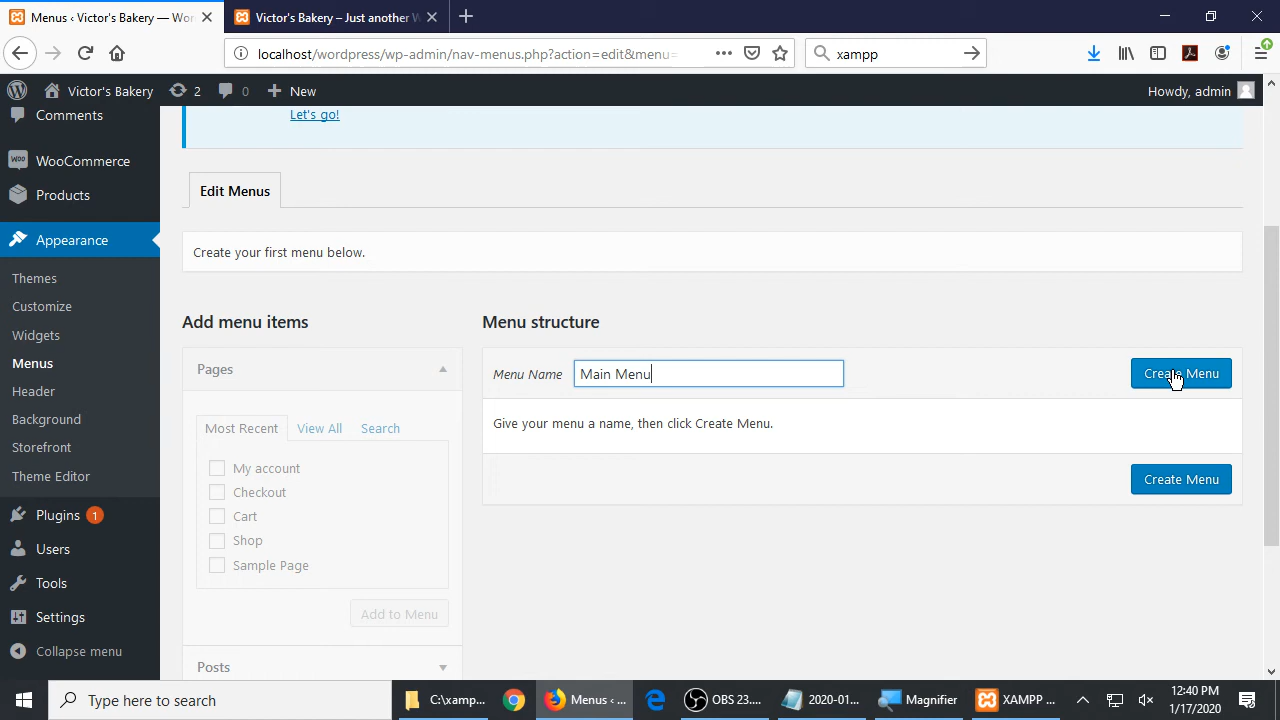 Menus ‹ Victor's Bakery — Wor
Victor's Bakery – Just another W
localhost/wordpress/wp-admin/nav-menus.php?action=edit&menu=
xampp
Victor's Bakery
2
0
New
Howdy, admin
Comments
WooCommerce
Woo
Products
Appearance
Themes
Customize
Widgets
Menus
Header
Background
Storefront
Theme Editor
Plugins 1
Users
Tools
Settings
Collapse menu
Let's go!
Edit Menus
Create your first menu below.
Add menu items
Pages
Most Recent
View All
Search
My account
Checkout
Cart
Shop
Sample Page
Add to Menu
Posts
Menu structure
Menu Name
Main Menu
Create Menu
Give your menu a name, then click Create Menu.
Create Menu
Type here to search
C:\xamp...
Menus ‹ ...
OBS 23....
2020-01...
Magnifier
XAMPP ...
12:40 PM
1/17/2020